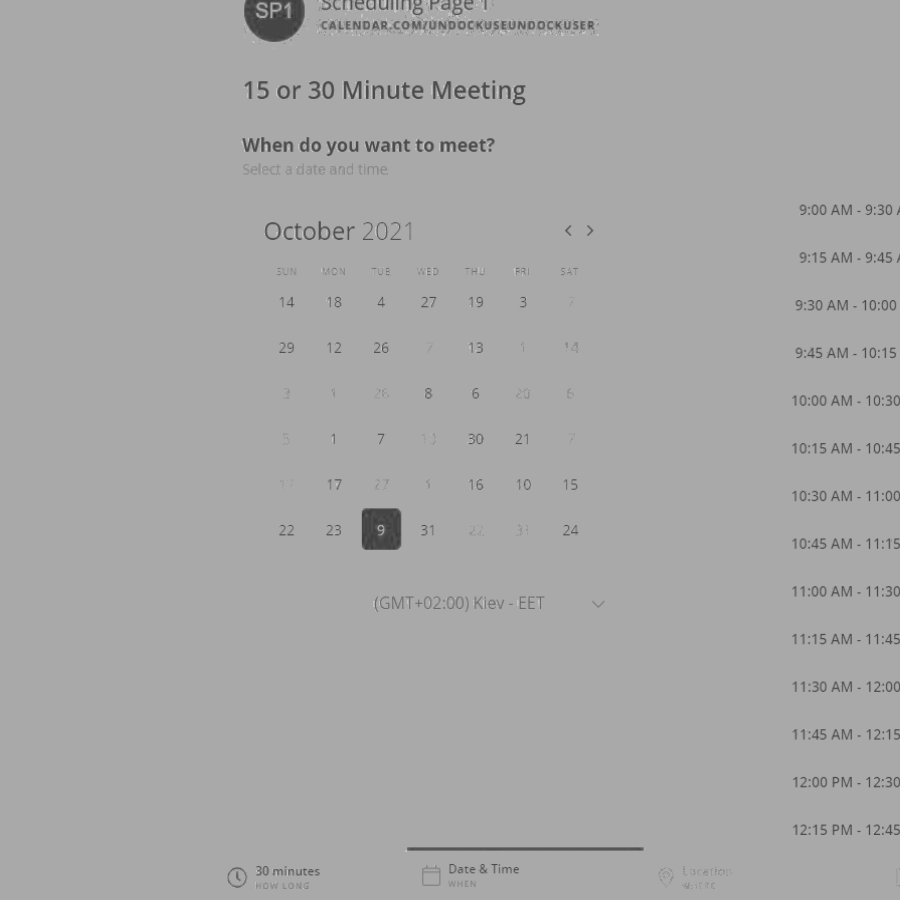 SP1
Scheduling Page 1
CALENDAR.COM/UNDOCKUSEUNDOCKUSER
15 or 30 Minute Meeting
When do you want to meet?
Select a date and time.
October 2021
SUN MON TUE WED THU FRI SAT
14 18 4 27 19 3 7
29 12 26 7 13 1 14
3 1 26 8 6 20 6
5 1 7 13 30 21 7
17 17 27 9 16 10 15
22 23 9 31 22 31 24
(GMT+02:00) Kiev - EET
9:00 AM - 9:30 A
9:15 AM - 9:45 A
9:30 AM - 10:00
9:45 AM - 10:15
10:00 AM - 10:30
10:15 AM - 10:45
10:30 AM - 11:00
10:45 AM - 11:15
11:00 AM - 11:30
11:15 AM - 11:45
11:30 AM - 12:00
11:45 AM - 12:15
12:00 PM - 12:30
12:15 PM - 12:45
30 minutes
HOW LONG
Date & Time
WHEN
Location
WHERE